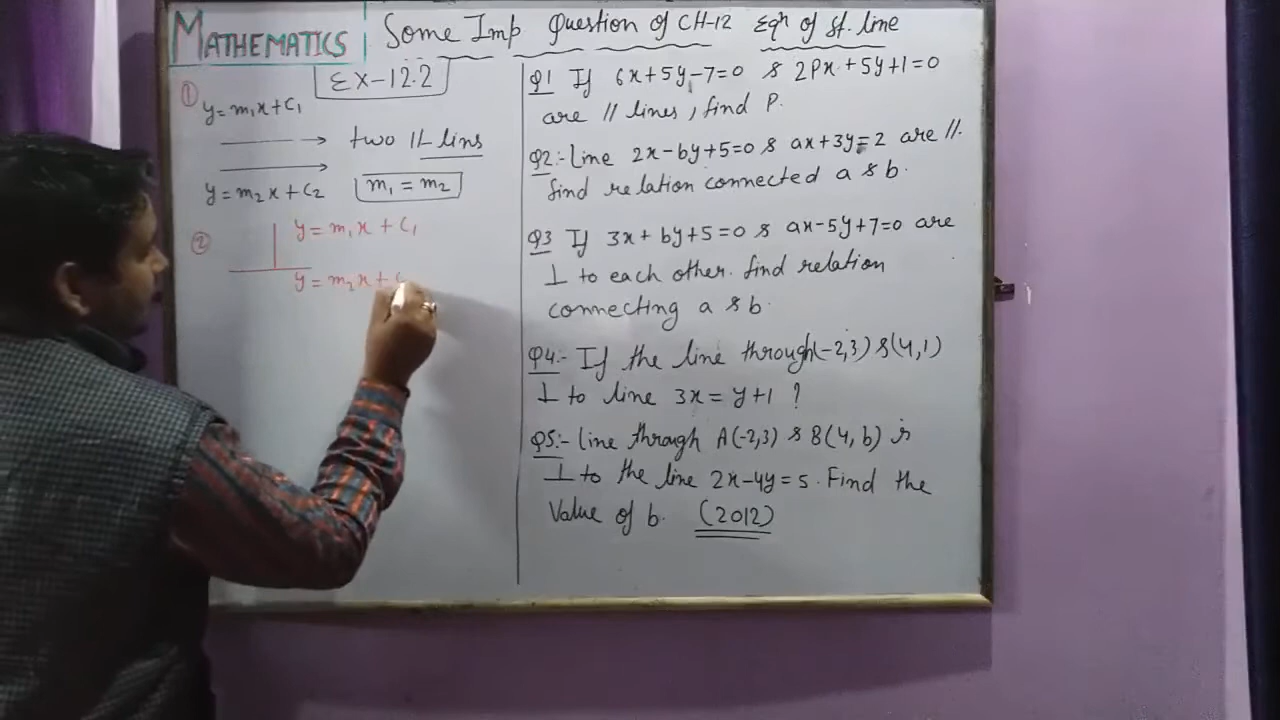 MATHEMATICS
Some Imp Question of CH-12 Eqⁿ of St. line
EX-12.2
① y = m₁x + C₁
two || lins
y = m₂x + C₂ m₁ = m₂
② y = m₁x + C₁
y = m₂x + C
Q1 If 6x + 5y - 7 = 0 & 2Px + 5y + 1 = 0
are // lines, find P.
Q2:- Line 2x - by + 5 = 0 & ax + 3y = 2 are //.
find relation connected a & b.
Q3 If 3x + by + 5 = 0 & ax - 5y + 7 = 0 are
⊥ to each other. find relation
connecting a & b.
Q4:- If the line through (-2,3) & (4,1)
⊥ to line 3x = y + 1 ?
Q5:- Line through A(-2,3) & B(4, b) is
⊥ to the line 2x - 4y = 5. Find the
Value of b. (2012)